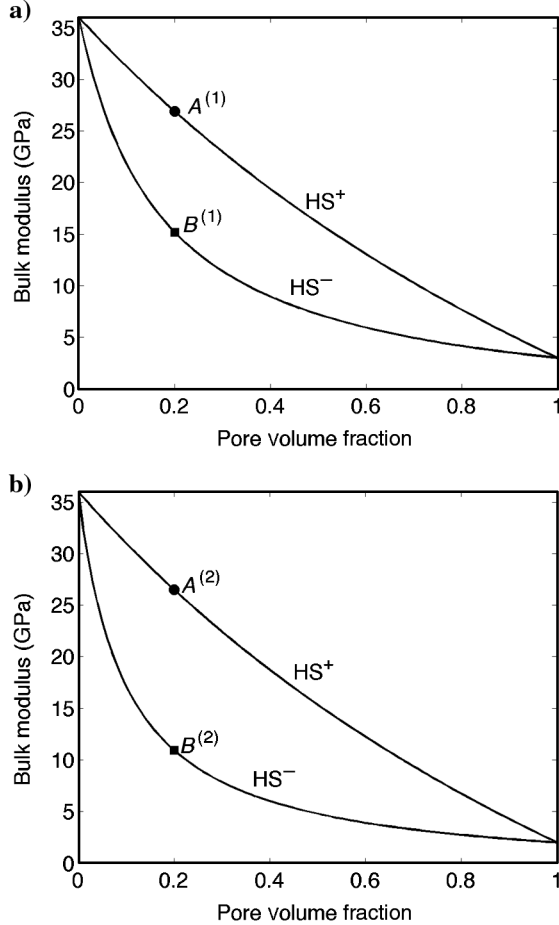 a)
35
30
A(1)
25
HS+
20
B(1)
15
HS−
10
5
0
0 0.2 0.4 0.6 0.8 1
Bulk modulus (GPa)
Pore volume fraction
b)
35
30
A(2)
25
HS+
20
15
B(2)
10
HS−
5
0
0 0.2 0.4 0.6 0.8 1
Bulk modulus (GPa)
Pore volume fraction